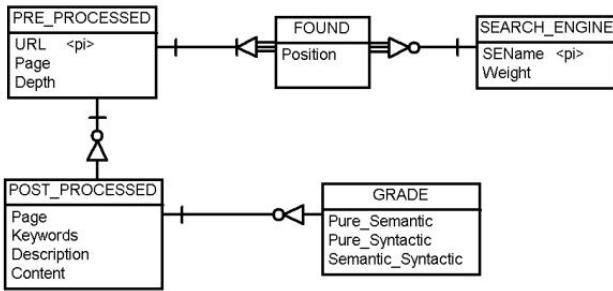 PRE_PROCESSED
URL <pi>
Page
Depth
FOUND
Position
SEARCH_ENGINE
SEName <pi>
Weight
POST_PROCESSED
Page
Keywords
Description
Content
GRADE
Pure_Semantic
Pure_Syntactic
Semantic_Syntactic